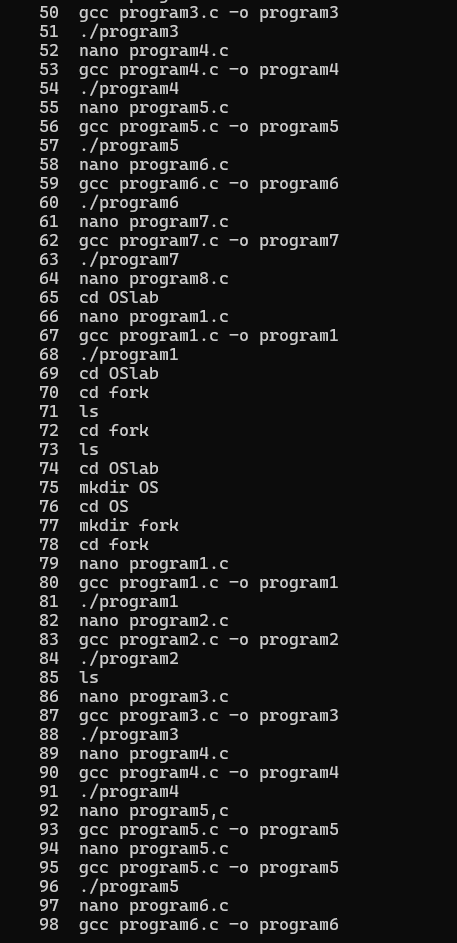 50 gcc program3.c -o program3
51 ./program3
52 nano program4.c
53 gcc program4.c -o program4
54 ./program4
55 nano program5.c
56 gcc program5.c -o program5
57 ./program5
58 nano program6.c
59 gcc program6.c -o program6
60 ./program6
61 nano program7.c
62 gcc program7.c -o program7
63 ./program7
64 nano program8.c
65 cd OSlab
66 nano program1.c
67 gcc program1.c -o program1
68 ./program1
69 cd OSlab
70 cd fork
71 ls
72 cd fork
73 ls
74 cd OSlab
75 mkdir OS
76 cd OS
77 mkdir fork
78 cd fork
79 nano program1.c
80 gcc program1.c -o program1
81 ./program1
82 nano program2.c
83 gcc program2.c -o program2
84 ./program2
85 ls
86 nano program3.c
87 gcc program3.c -o program3
88 ./program3
89 nano program4.c
90 gcc program4.c -o program4
91 ./program4
92 nano program5,c
93 gcc program5.c -o program5
94 nano program5.c
95 gcc program5.c -o program5
96 ./program5
97 nano program6.c
98 gcc program6.c -o program6